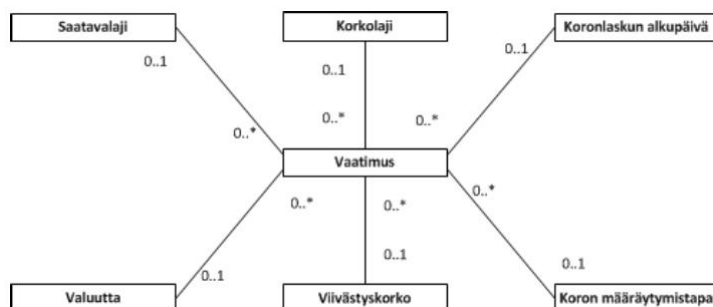 Saatavalaji
Korkolaji
Koronlaskun alkupäivä
0..1
0..1
0..1
0..*
0..*
0..*
Vaatimus
0..*
0..*
0..*
0..1
0..1
0..1
Valuutta
Viivästyskorko
Koron määräytymistapa